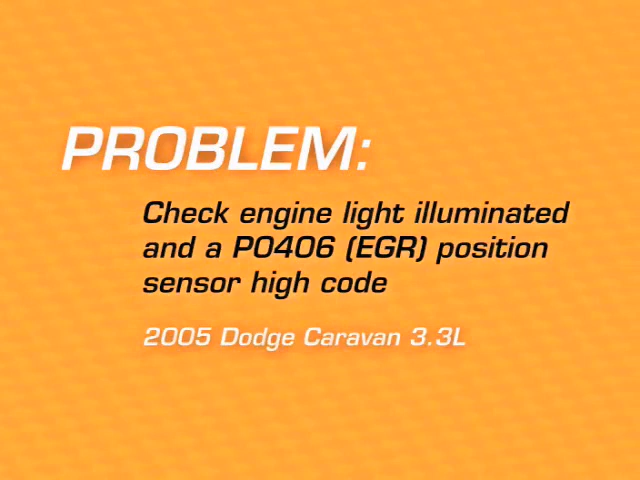 PROBLEM:
Check engine light illuminated
and a P0406 (EGR) position
sensor high code
2005 Dodge Caravan 3.3L